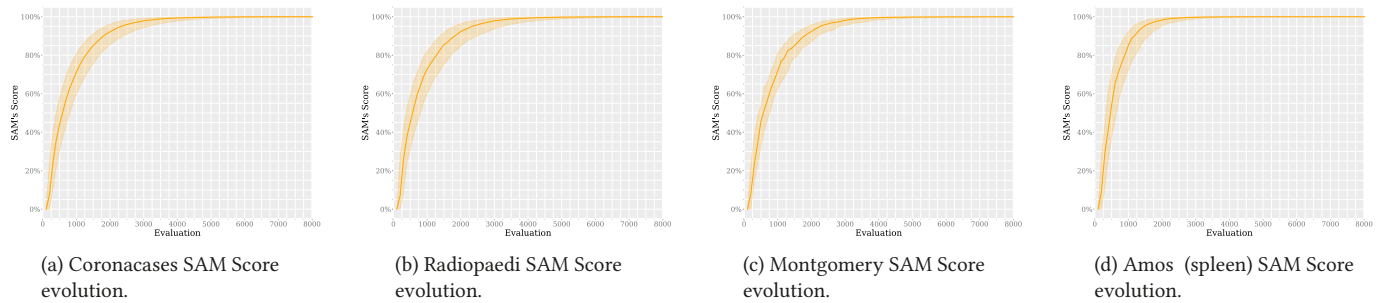 100%
80%
60%
40%
20%
0%
SAM's Score
0 1000 2000 3000 4000 5000 6000 7000 8000
Evaluation
(a) Coronacases SAM Score
evolution.
100%
80%
60%
40%
20%
0%
SAM's Score
0 1000 2000 3000 4000 5000 6000 7000 8000
Evaluation
(b) Radiopaedi SAM Score
evolution.
100%
80%
60%
40%
20%
0%
SAM's Score
0 1000 2000 3000 4000 5000 6000 7000 8000
Evaluation
(c) Montgomery SAM Score
evolution.
100%
80%
60%
40%
20%
0%
SAM's Score
0 1000 2000 3000 4000 5000 6000 7000 8000
Evaluation
(d) Amos (spleen) SAM Score
evolution.